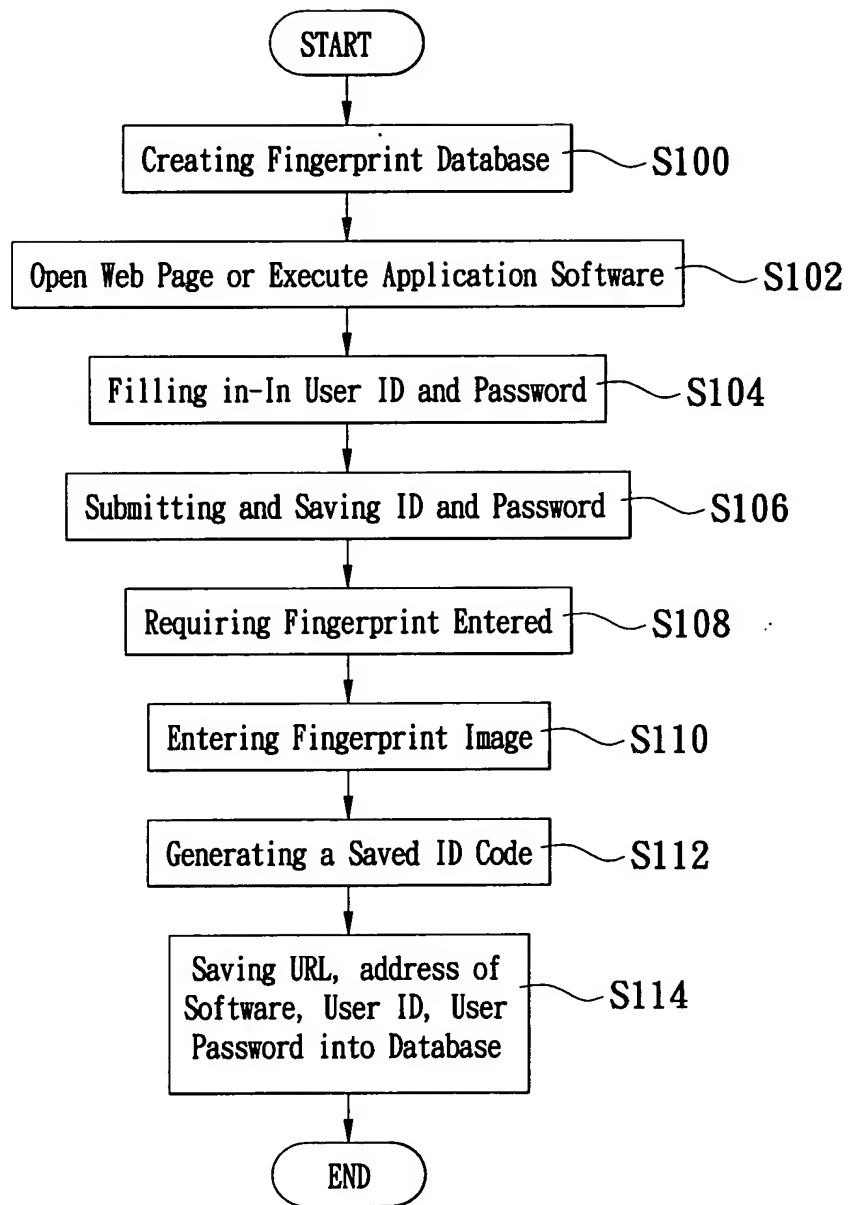 START
Creating Fingerprint Database S100
Open Web Page or Execute Application Software S102
Filling in-In User ID and Password S104
Submitting and Saving ID and Password S106
Requiring Fingerprint Entered S108
Entering Fingerprint Image S110
Generating a Saved ID Code S112
Saving URL, address of
Software, User ID, User S114
Password into Database
END